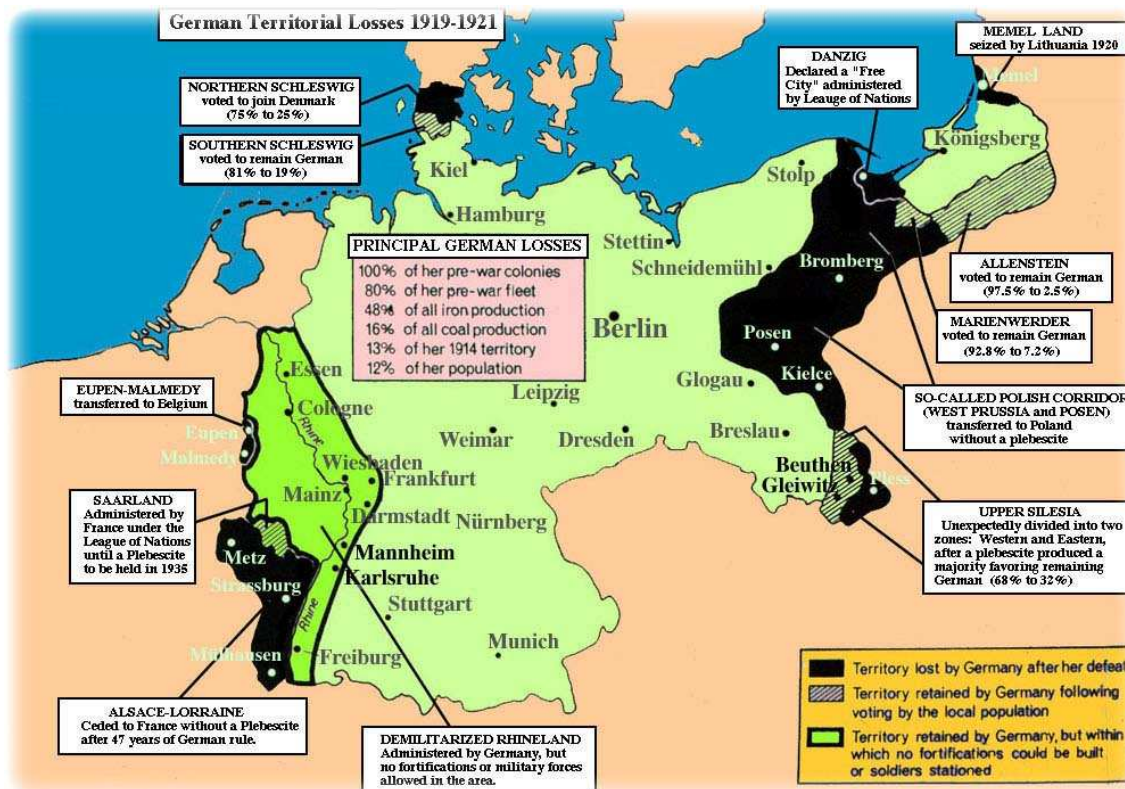 German Territorial Losses 1919-1921
MEMEL LAND
seized by Lithuania 1920
DANZIG
Declared a "Free
City" administered
by Leauge of Nations
NORTHERN SCHLESWIG
voted to join Denmark
(75% to 25%)
SOUTHERN SCHLESWIG
voted to remain German
(81% to 19%)
Memel
Königsberg
Kiel
Stolp
Hamburg
Stettin
Schneidemühl
Bromberg
PRINCIPAL GERMAN LOSSES
100% of her pre-war colonies
80% of her pre-war fleet
48% of all iron production
16% of all coal production
13% of her 1914 territory
12% of her population
ALLENSTEIN
voted to remain German
(97.5% to 2.5%)
MARIENWERDER
voted to remain German
(92.8% to 7.2%)
Berlin
Posen
Kielce
Glogau
Leipzig
Essen
Cologne
Rhine
EUPEN-MALMEDY
transferred to Belgium
Eupen
Malmedy
Weimar
Dresden
Breslau
SO-CALLED POLISH CORRIDOR
(WEST PRUSSIA and POSEN)
transferred to Poland
without a plebiscite
Beuthen
Gleiwitz
Pless
Wiesbaden
Frankfurt
Mainz
Darmstadt
Nürnberg
SAARLAND
Administered by
France under the
League of Nations
until a Plebescite
to be held in 1935
UPPER SILESIA
Unexpectedly divided into two
zones: Western and Eastern,
after a plebescite produced a
majority favoring remaining
German (68% to 32%)
Metz
Mannheim
Karlsruhe
Strassburg
Stuttgart
Rhine
Munich
Mülhausen
Freiburg
ALSACE-LORRAINE
Ceded to France without a Plebescite
after 47 years of German rule.
DEMILITARIZED RHINELAND
Administered by Germany, but
no fortifications or military forces
allowed in the area.
Territory lost by Germany after her defeat
Territory retained by Germany following
voting by the local population
Territory retained by Germany, but within
which no fortifications could be built
or soldiers stationed